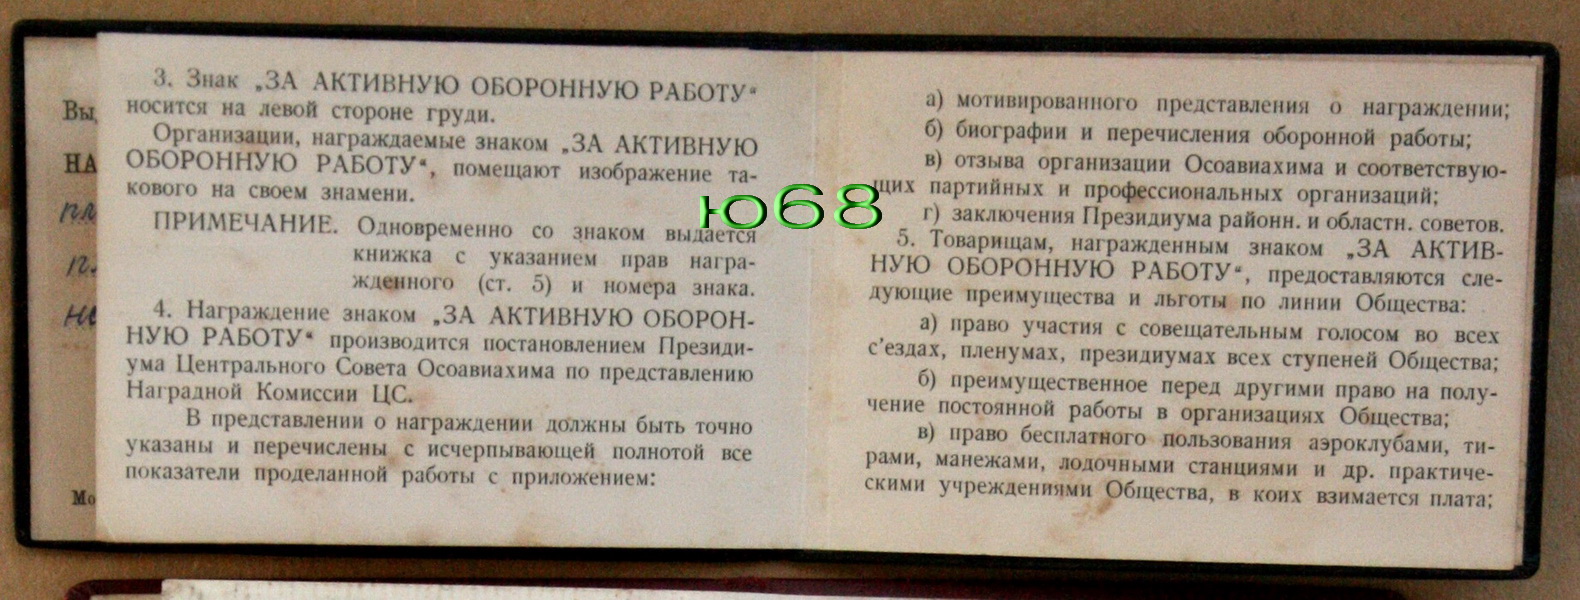 Вы
НА
пл
Мо
3. Знак „ЗА АКТИВНУЮ ОБОРОННУЮ РАБОТУ“
носится на левой стороне груди.
Организации, награждаемые знаком „ЗА АКТИВНУЮ
ОБОРОННУЮ РАБОТУ“, помещают изображение та-
кового на своем знамени.
ПРИМЕЧАНИЕ. Одновременно со знаком выдается
книжка с указанием прав награ-
жденного (ст. 5) и номера знака.
4. Награждение знаком „ЗА АКТИВНУЮ ОБОРОН-
НУЮ РАБОТУ“ производится постановлением Президи-
ума Центрального Совета Осоавиахима по представлению
Наградной Комиссии ЦС.
В представлении о награждении должны быть точно
указаны и перечислены с исчерпывающей полнотой все
показатели проделанной работы с приложением:
ю68
а) мотивированного представления о награждении;
б) биографии и перечисления оборонной работы;
в) отзыва организации Осоавиахима и соответствую-
щих партийных и профессиональных организаций;
г) заключения Президиума районн. и областн. советов.
5. Товарищам, награжденным знаком „ЗА АКТИВ-
НУЮ ОБОРОННУЮ РАБОТУ“, предоставляются сле-
дующие преимущества и льготы по линии Общества:
а) право участия с совещательным голосом во всех
с'ездах, пленумах, президиумах всех ступеней Общества;
б) преимущественное перед другими право на полу-
чение постоянной работы в организациях Общества;
в) право бесплатного пользования аэроклубами, ти-
рами, манежами, лодочными станциями и др. практиче-
скими учреждениями Общества, в коих взимается плата;